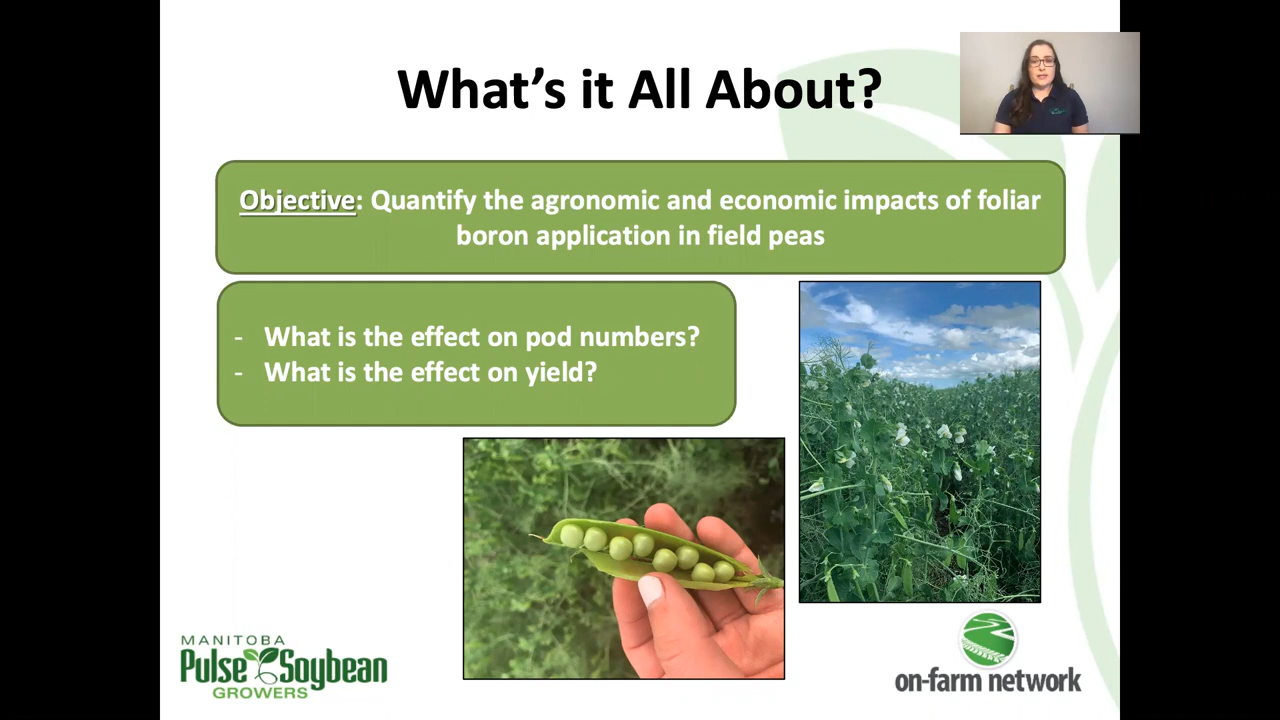 What's it All About?
Objective: Quantify the agronomic and economic impacts of foliar
boron application in field peas
- What is the effect on pod numbers?
- What is the effect on yield?
MANITOBA
Pulse Soybean
GROWERS
on-farm network